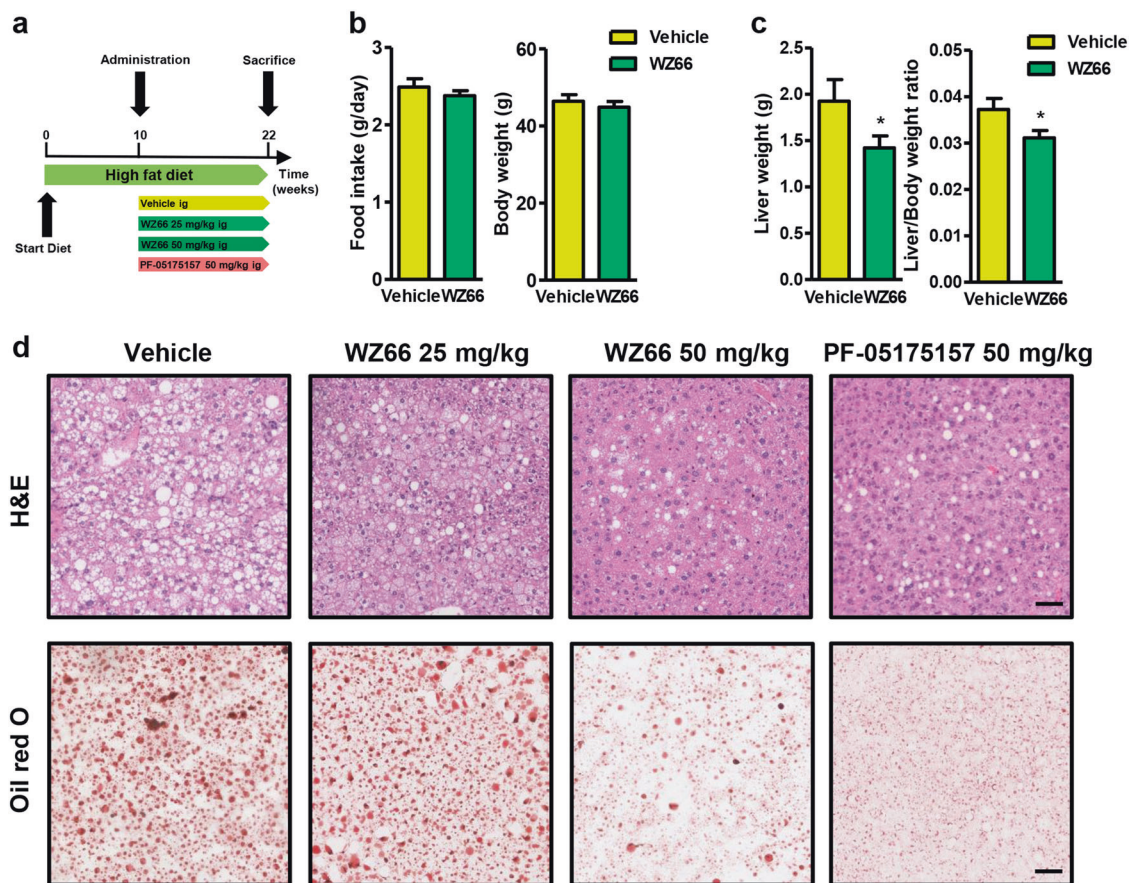 a
Administration
Sacrifice
0
10
22
High fat diet
Time
(weeks)
Vehicle ig
WZ66 25 mg/kg ig
WZ66 50 mg/kg ig
PF-05175157 50 mg/kg ig
Start Diet
b
Food intake (g/day)
3
2
1
0
Vehicle WZ66
Body weight (g)
60
40
20
0
Vehicle WZ66
Vehicle
WZ66
c
Liver weight (g)
2.5
2.0
1.5
1.0
0.5
0.0
*
Vehicle WZ66
Liver/Body weight ratio
0.05
0.04
0.03
0.02
0.01
0.00
*
Vehicle WZ66
Vehicle
WZ66
d
Vehicle
WZ66 25 mg/kg
WZ66 50 mg/kg
PF-05175157 50 mg/kg
H&E
Oil red O